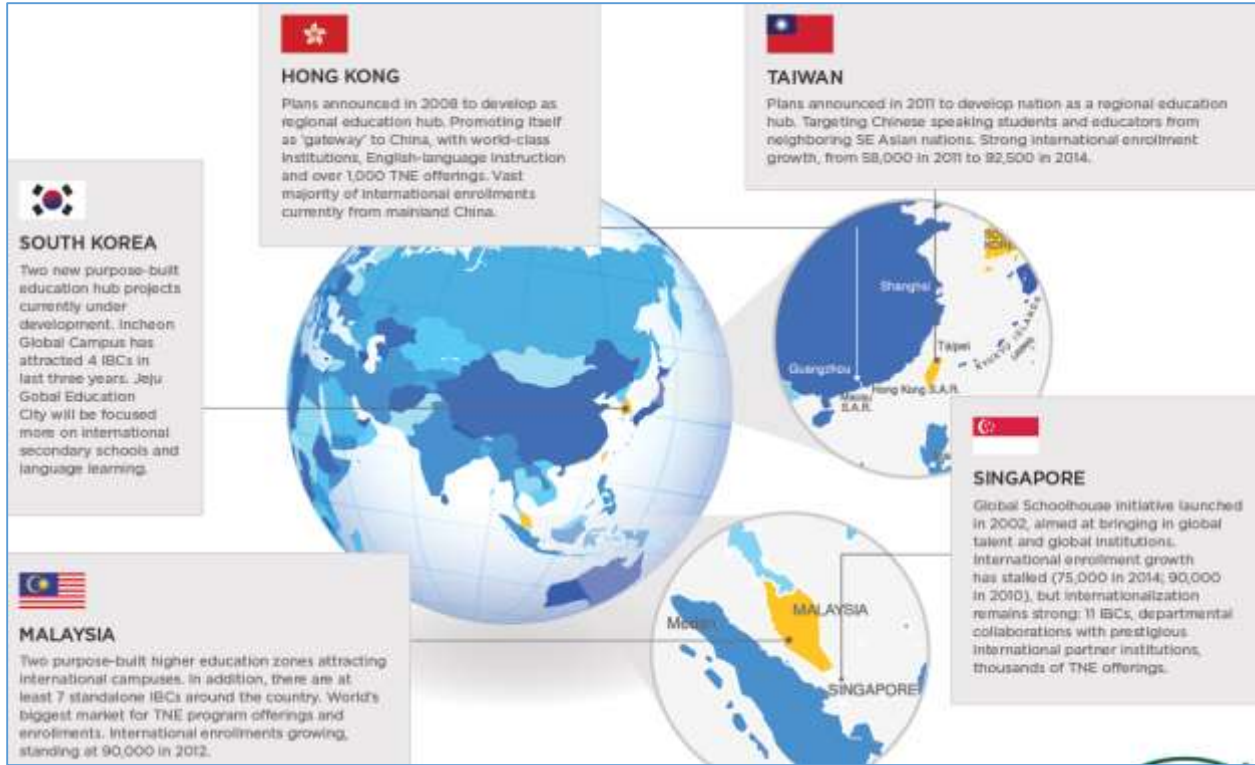 HONG KONG
Plans announced in 2008 to develop as
regional education hub. Promoting itself
as 'gateway' to China, with world-class
institutions, English-language instruction
and over 1,000 TNE offerings. Vast
majority of international enrollments
currently from mainland China.
TAIWAN
Plans announced in 2011 to develop nation as a regional education
hub. Targeting Chinese speaking students and educators from
neighboring SE Asian nations. Strong international enrollment
growth, from 58,000 in 2011 to 92,500 in 2014.
SOUTH KOREA
Two new purpose-built
education hub projects
currently under
development. Incheon
Global Campus has
attracted 4 IBCs in
last three years. Jeju
Gobal Education
City will be focused
more on international
secondary schools and
language learning.
Shanghai
Taipei
RYUKYU ISLANDS
Guangzhou
Hong Kong S.A.R.
Macau
S.A.R.
SINGAPORE
Global Schoolhouse initiative launched
in 2002, aimed at bringing in global
talent and global institutions.
International enrollment growth
has stalled (75,000 in 2014; 90,000
in 2010), but internationalization
remains strong: 11 IBCs, departmental
collaborations with prestigious
international partner institutions,
thousands of TNE offerings.
MALAYSIA
Two purpose-built higher education zones attracting
international campuses. In addition, there are at
least 7 standalone IBCs around the country. World's
biggest market for TNE program offerings and
enrollments. International enrollments growing,
standing at 90,000 in 2012.
MALAYSIA
Medan
SINGAPORE